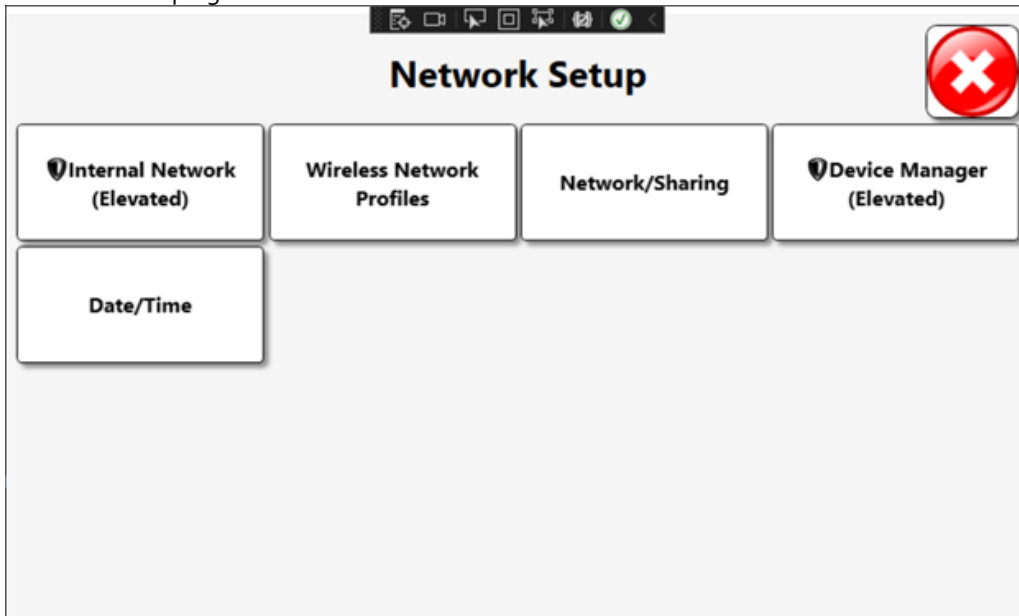 Network Setup
Internal Network
(Elevated)
Wireless Network
Profiles
Network/Sharing
Device Manager
(Elevated)
Date/Time